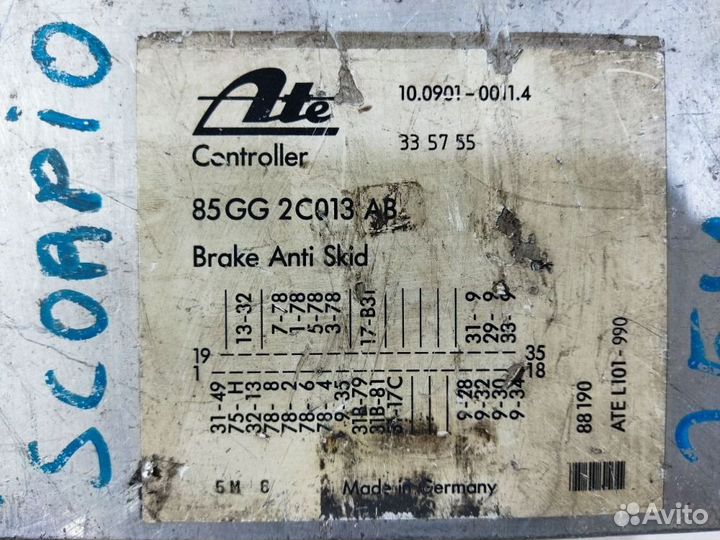 SCORPiO
Ate
10.0901-0011.4
33 57 55
Controller
85GG 2C013 AB
Brake Anti Skid
13-32
7-78
1-78
5-78
3-78
17-B31
31-9
29-9
33-9
19
35
1
18
31-49
75-H
32-13
78-8
78-2
78-6
78-4
9-35
31B-79
31B-81
9-28
9-32
9-30
9-34
88190
ATE L101-990
Made in Germany
Avito